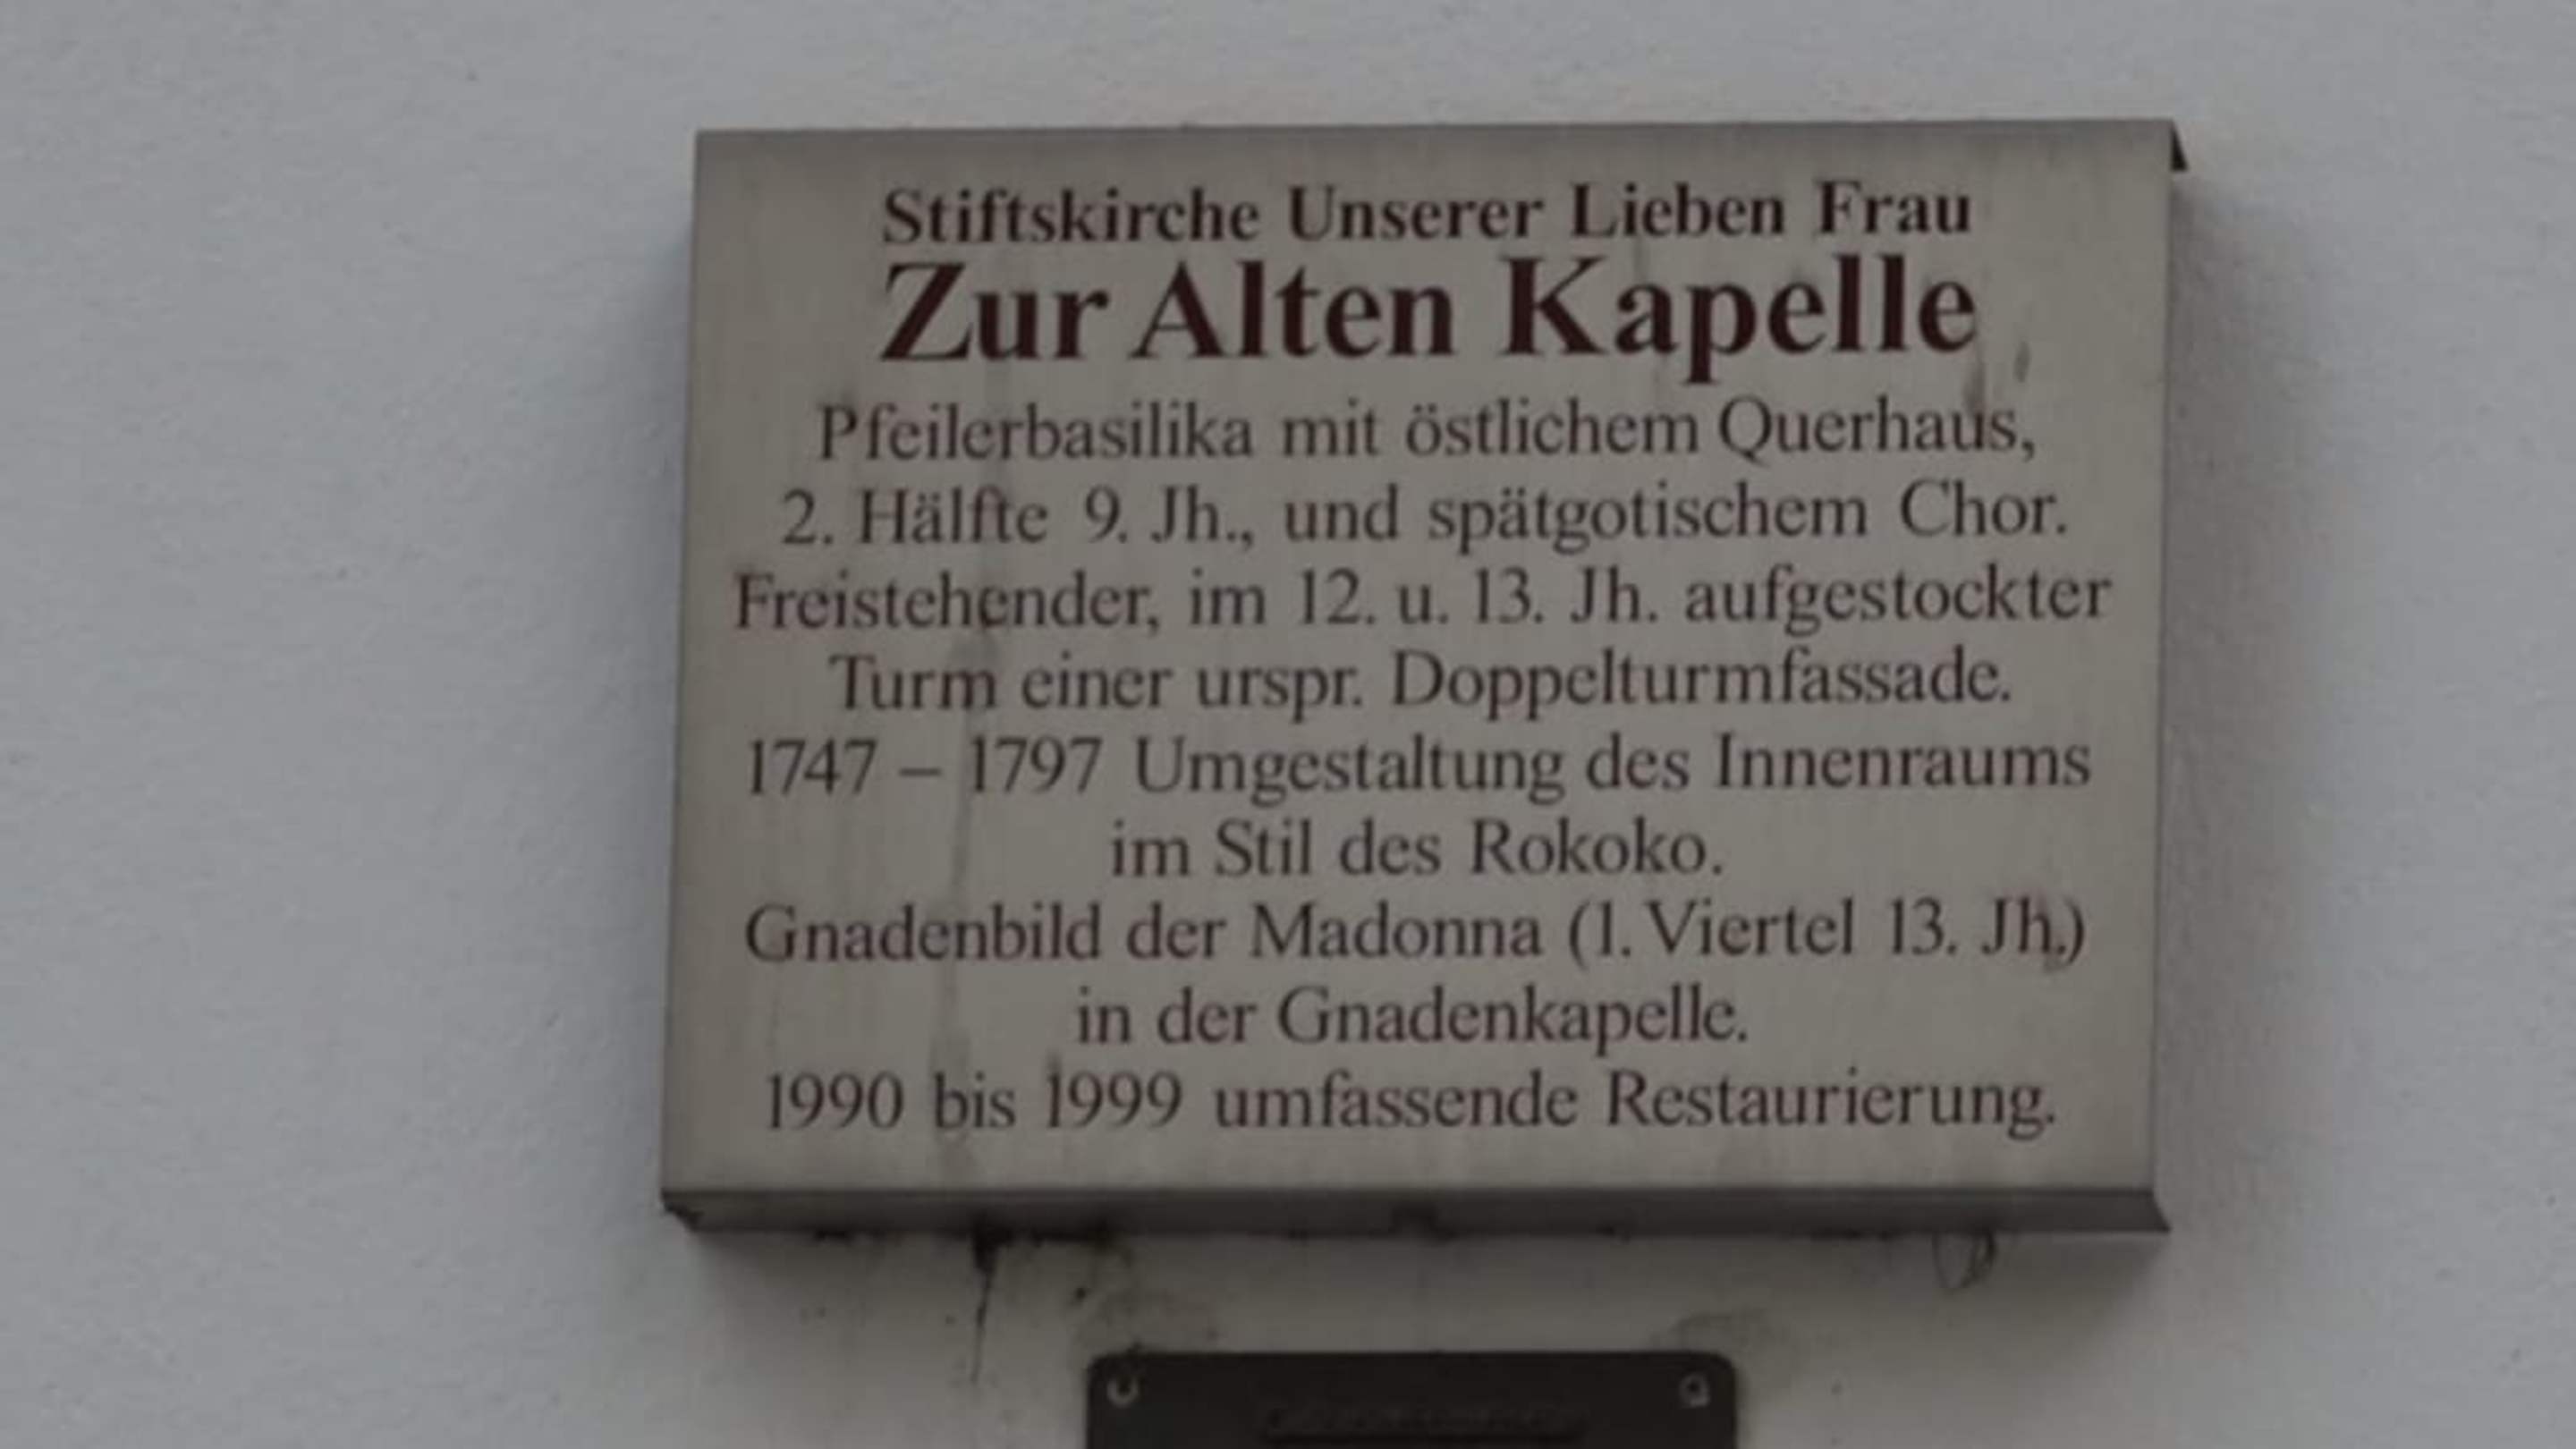 Stiftskirche Unserer Lieben Frau
Zur Alten Kapelle
Pfeilerbasilika mit östlichem Querhaus,
2. Hälfte 9. Jh., und spätgotischem Chor.
Freistehender, im 12. u. 13. Jh. aufgestockter
Turm einer urspr. Doppelturmfassade.
1747 – 1797 Umgestaltung des Innenraums
im Stil des Rokoko.
Gnadenbild der Madonna (1. Viertel 13. Jh.)
in der Gnadenkapelle.
1990 bis 1999 umfassende Restaurierung.